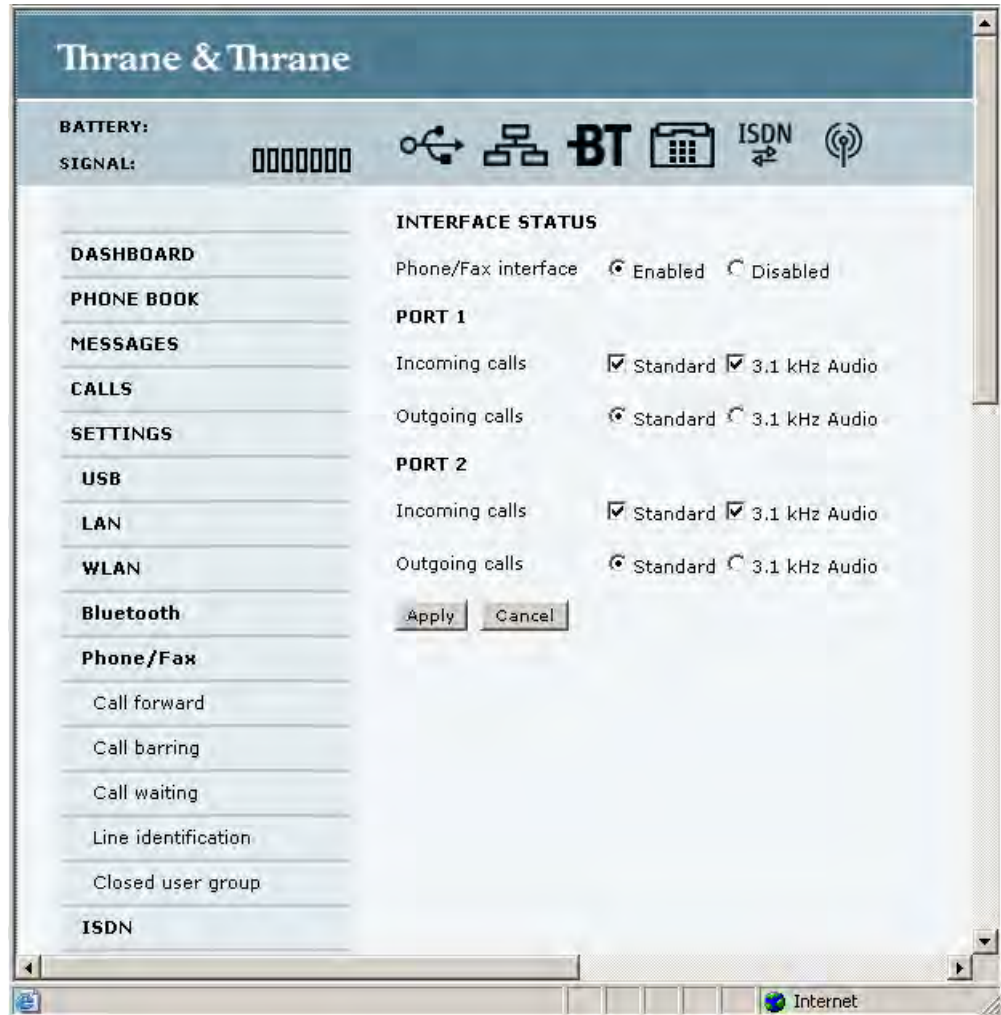 Thrane & Thrane
BATTERY:
SIGNAL:
BT
ISDN
DASHBOARD
PHONE BOOK
MESSAGES
CALLS
SETTINGS
USB
LAN
WLAN
Bluetooth
Phone/Fax
Call forward
Call barring
Call waiting
Line identification
Closed user group
ISDN
INTERFACE STATUS
Phone/Fax interface Enabled Disabled
PORT 1
Incoming calls Standard 3.1 kHz Audio
Outgoing calls Standard 3.1 kHz Audio
PORT 2
Incoming calls Standard 3.1 kHz Audio
Outgoing calls Standard 3.1 kHz Audio
Apply Cancel
Internet